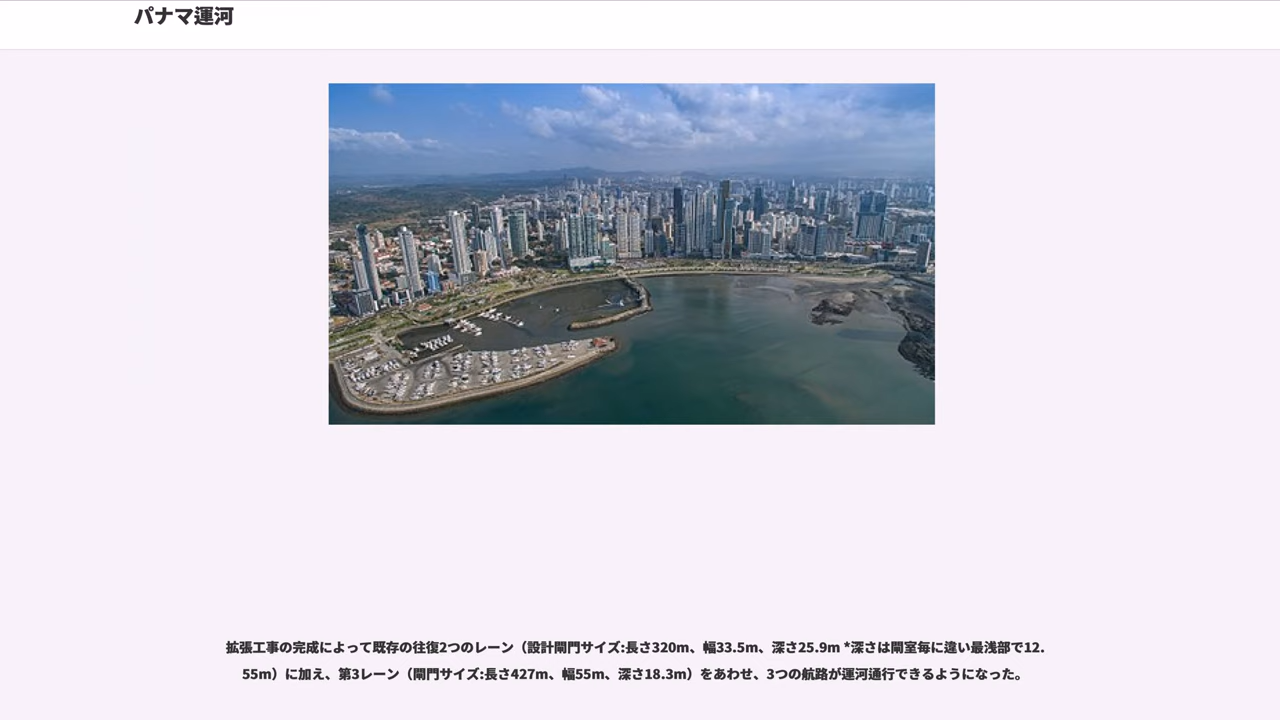 パナマ運河
拡張工事の完成によって既存の往復2つのレーン（設計閘門サイズ:長さ320m、幅33.5m、深さ25.9m *深さは閘室毎に違い最浅部で12.
55m）に加え、第3レーン（閘門サイズ:長さ427m、幅55m、深さ18.3m）をあわせ、3つの航路が運河通行できるようになった。